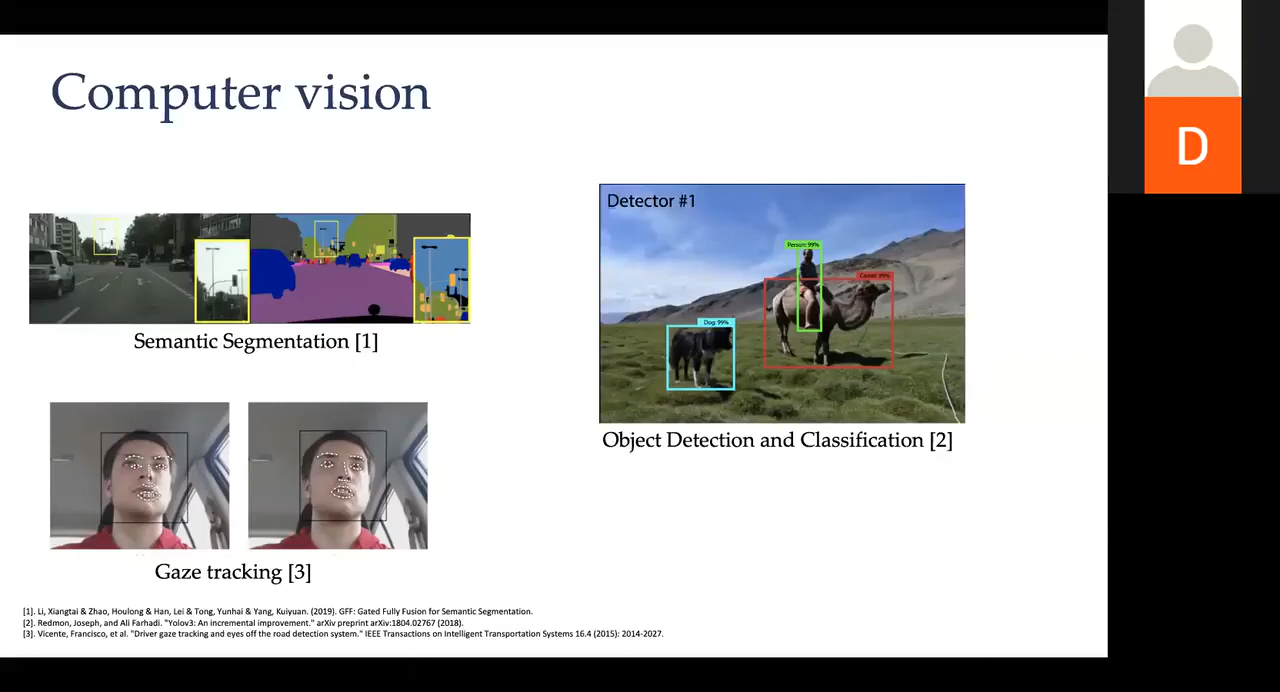 Computer vision
Semantic Segmentation [1]
Detector #1
Person: 99%
Camel: 99%
Dog: 99%
Object Detection and Classification [2]
Gaze tracking [3]
[1]. Li, Xiangtai & Zhao, Houlong & Han, Lei & Tong, Yunhai & Yang, Kuiyuan. (2019). GFF: Gated Fully Fusion for Semantic Segmentation.
[2]. Redmon, Joseph, and Ali Farhadi. "Yolov3: An incremental improvement." arXiv preprint arXiv:1804.02767 (2018).
[3]. Vicente, Francisco, et al. "Driver gaze tracking and eyes off the road detection system." IEEE Transactions on Intelligent Transportation Systems 16.4 (2015): 2014-2027.
D